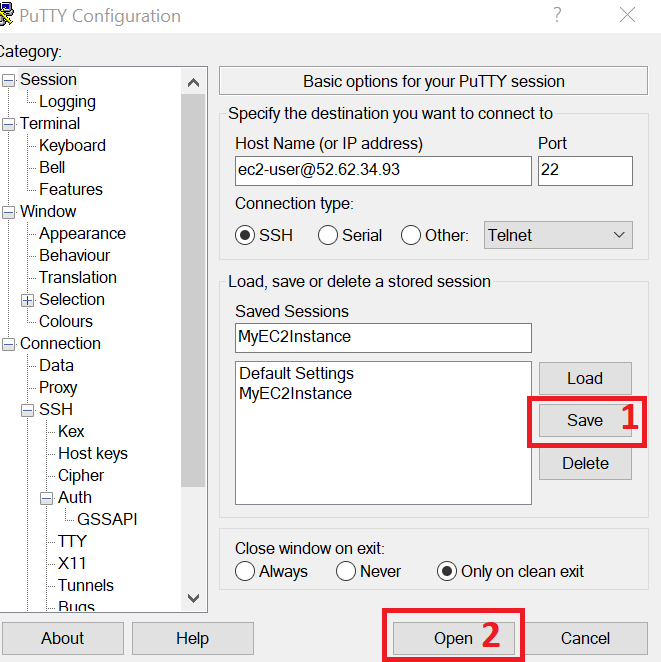 PuTTY Configuration
?
Category:
Session
Logging
Terminal
Keyboard
Bell
Features
Window
Appearance
Behaviour
Translation
Selection
Colours
Connection
Data
Proxy
SSH
Kex
Host keys
Cipher
Auth
GSSAPI
TTY
X11
Tunnels
Bugs
Basic options for your PuTTY session
Specify the destination you want to connect to
Host Name (or IP address) Port
ec2-user@52.62.34.93 22
Connection type:
SSH Serial Other: Telnet
Load, save or delete a stored session
Saved Sessions
MyEC2Instance
Default Settings
MyEC2Instance
Load
Save 1
Delete
Close window on exit:
Always Never Only on clean exit
About Help Open 2 Cancel